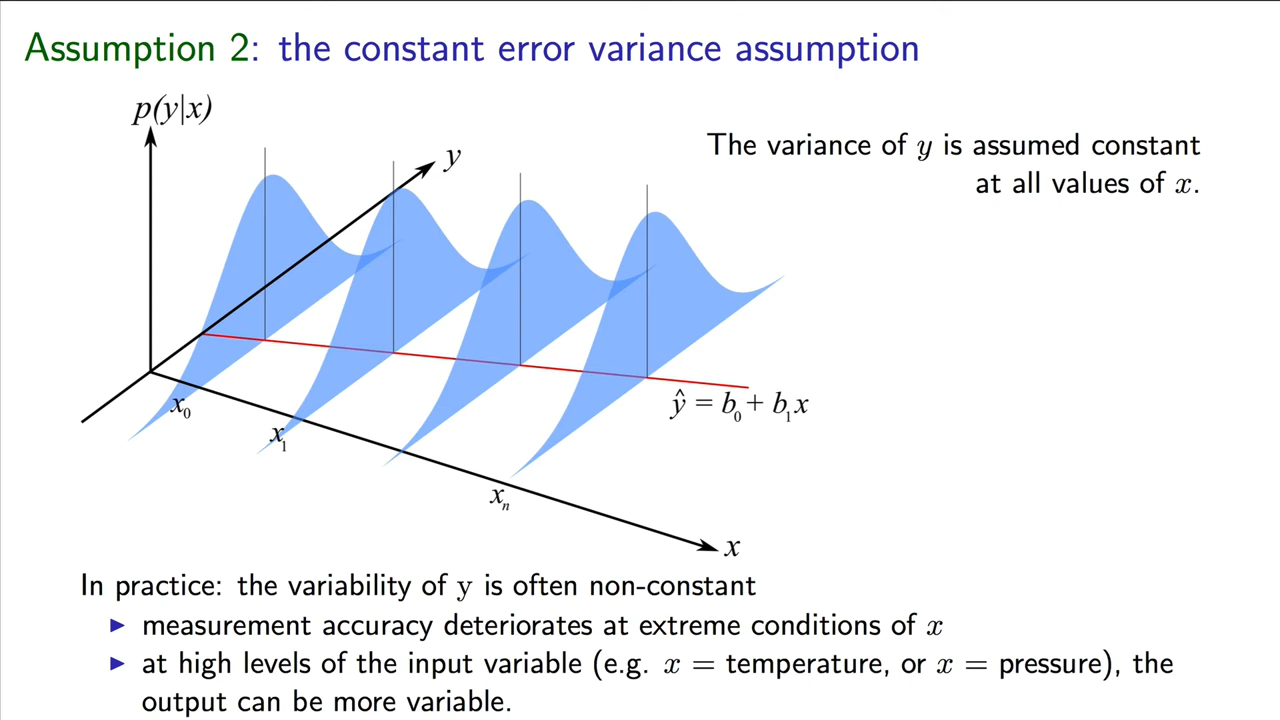 Assumption 2: the constant error variance assumption
p(y|x)
y
The variance of y is assumed constant
at all values of x.
x₀
x₁
ŷ = b₀ + b₁x
xₙ
x
In practice: the variability of y is often non-constant
▶ measurement accuracy deteriorates at extreme conditions of x
▶ at high levels of the input variable (e.g. x = temperature, or x = pressure), the
output can be more variable.